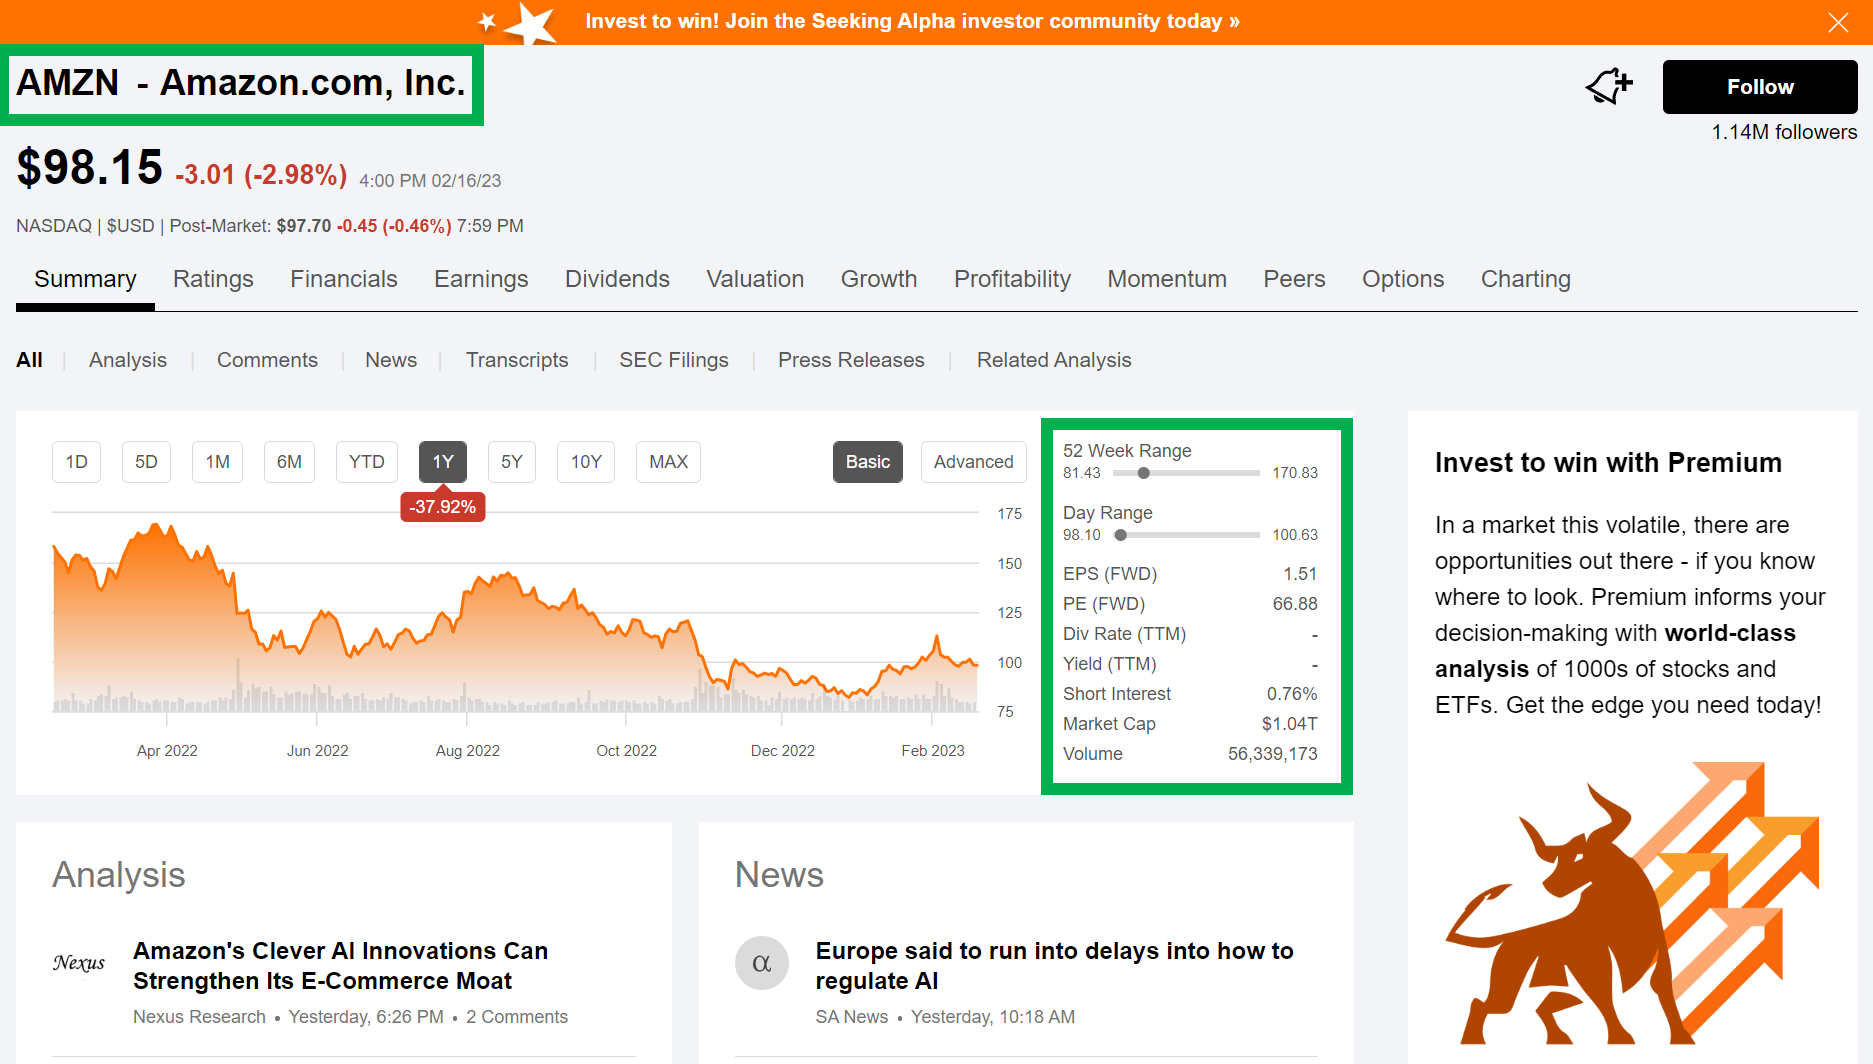 Invest to win! Join the Seeking Alpha investor community today »
AMZN - Amazon.com, Inc.
Follow
1.14M followers
$98.15 -3.01 (-2.98%) 4:00 PM 02/16/23
NASDAQ | $USD | Post-Market: $97.70 -0.45 (-0.46%) 7:59 PM
Summary Ratings Financials Earnings Dividends Valuation Growth Profitability Momentum Peers Options Charting
All | Analysis | Comments | News | Transcripts | SEC Filings | Press Releases | Related Analysis
1D 5D 1M 6M YTD 1Y 5Y 10Y MAX Basic Advanced
-37.92%
175
150
125
100
75
Apr 2022 Jun 2022 Aug 2022 Oct 2022 Dec 2022 Feb 2023
52 Week Range
81.43 170.83
Day Range
98.10 100.63
EPS (FWD) 1.51
PE (FWD) 66.88
Div Rate (TTM) -
Yield (TTM) -
Short Interest 0.76%
Market Cap $1.04T
Volume 56,339,173
Invest to win with Premium
In a market this volatile, there are
opportunities out there - if you know
where to look. Premium informs your
decision-making with world-class
analysis of 1000s of stocks and
ETFs. Get the edge you need today!
Analysis
Nexus
Amazon's Clever AI Innovations Can
Strengthen Its E-Commerce Moat
Nexus Research • Yesterday, 6:26 PM • 2 Comments
News
α
Europe said to run into delays into how to
regulate AI
SA News • Yesterday, 10:18 AM